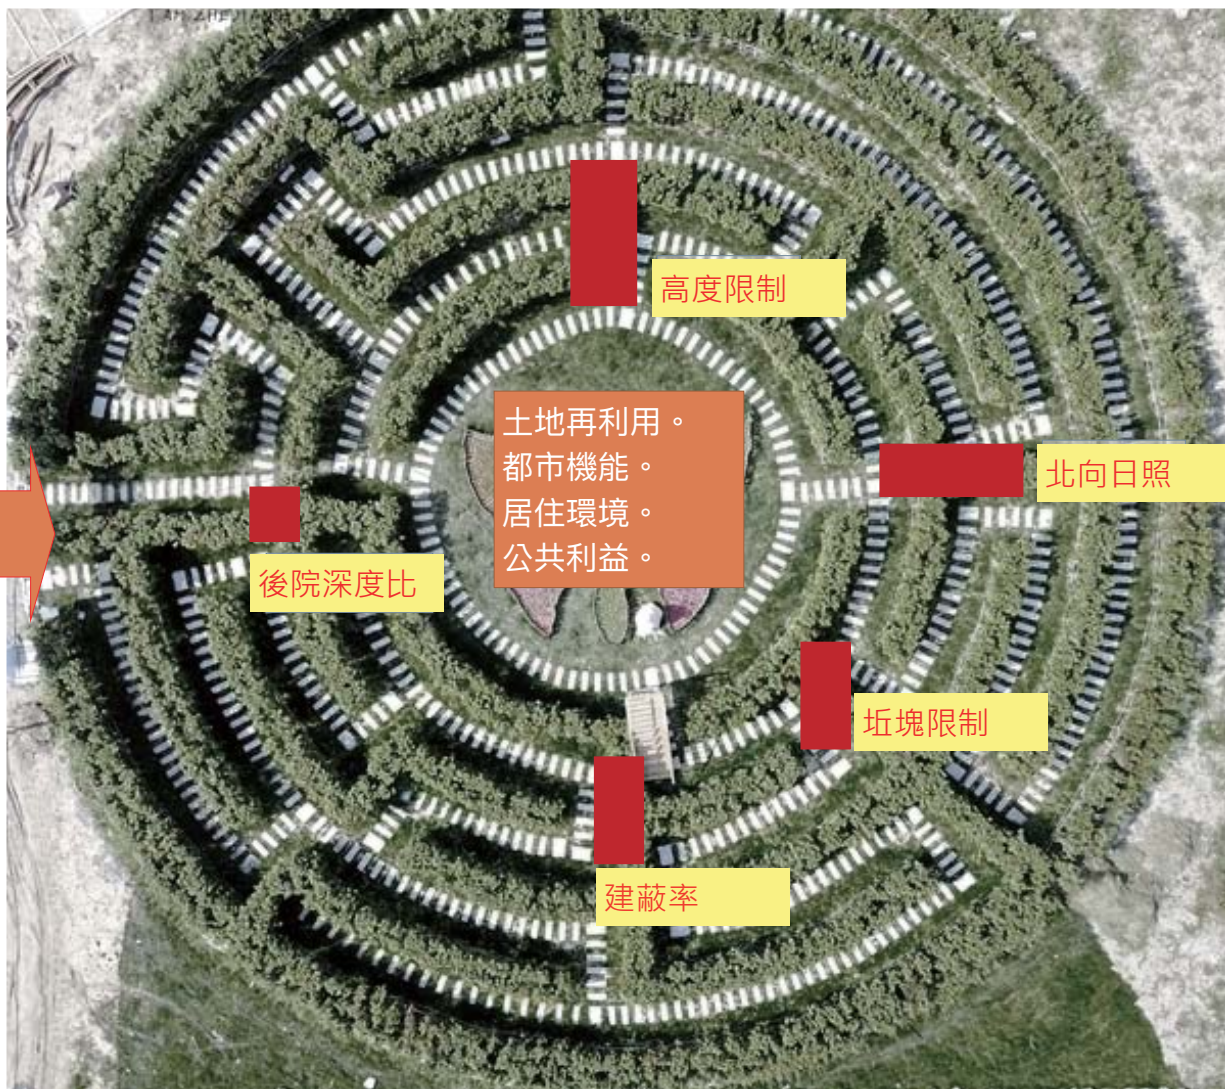 高度限制
土地再利用。
都市機能。
居住環境。
公共利益。
北向日照
後院深度比
坵塊限制
建蔽率